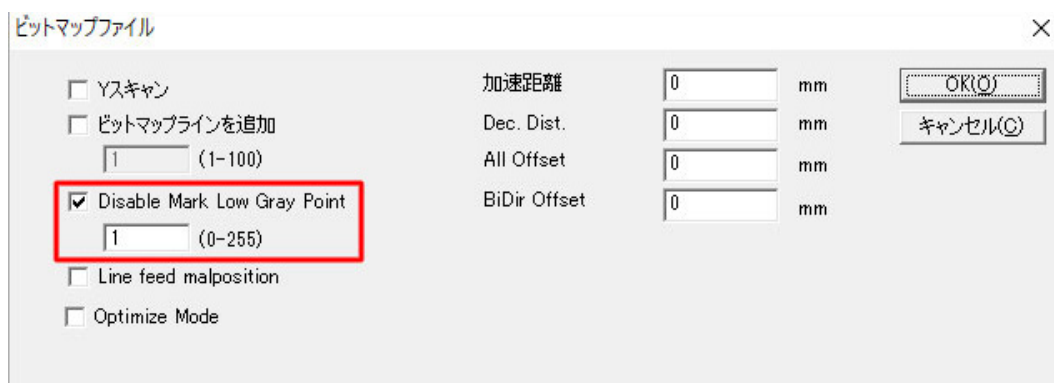 ビットマップファイル
Yスキャン
ビットマップラインを追加
1 (1-100)
Disable Mark Low Gray Point
1 (0-255)
Line feed malposition
Optimize Mode
加速距離 0 mm
Dec. Dist. 0 mm
All Offset 0 mm
BiDir Offset 0 mm
OK(O)
キャンセル(C)